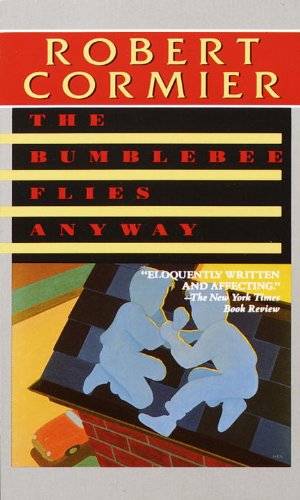 ROBERT
CORMIER
THE
BUMBLEBEE
FLIES
ANYWAY
“ELOQUENTLY WRITTEN
AND AFFECTING.”
—The New York Times
Book Review